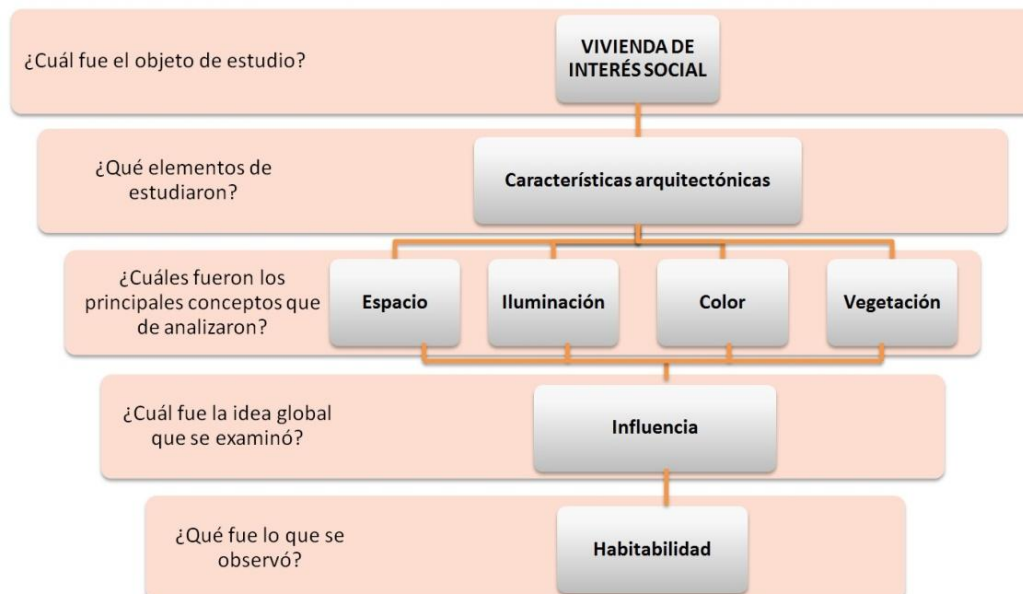 ¿Cuál fue el objeto de estudio?
VIVIENDA DE
INTERÉS SOCIAL
¿Qué elementos de
estudiaron?
Características arquitectónicas
¿Cuáles fueron los
principales conceptos que
de analizaron?
Espacio
Iluminación
Color
Vegetación
¿Cuál fue la idea global
que se examinó?
Influencia
¿Qué fue lo que se
observó?
Habitabilidad